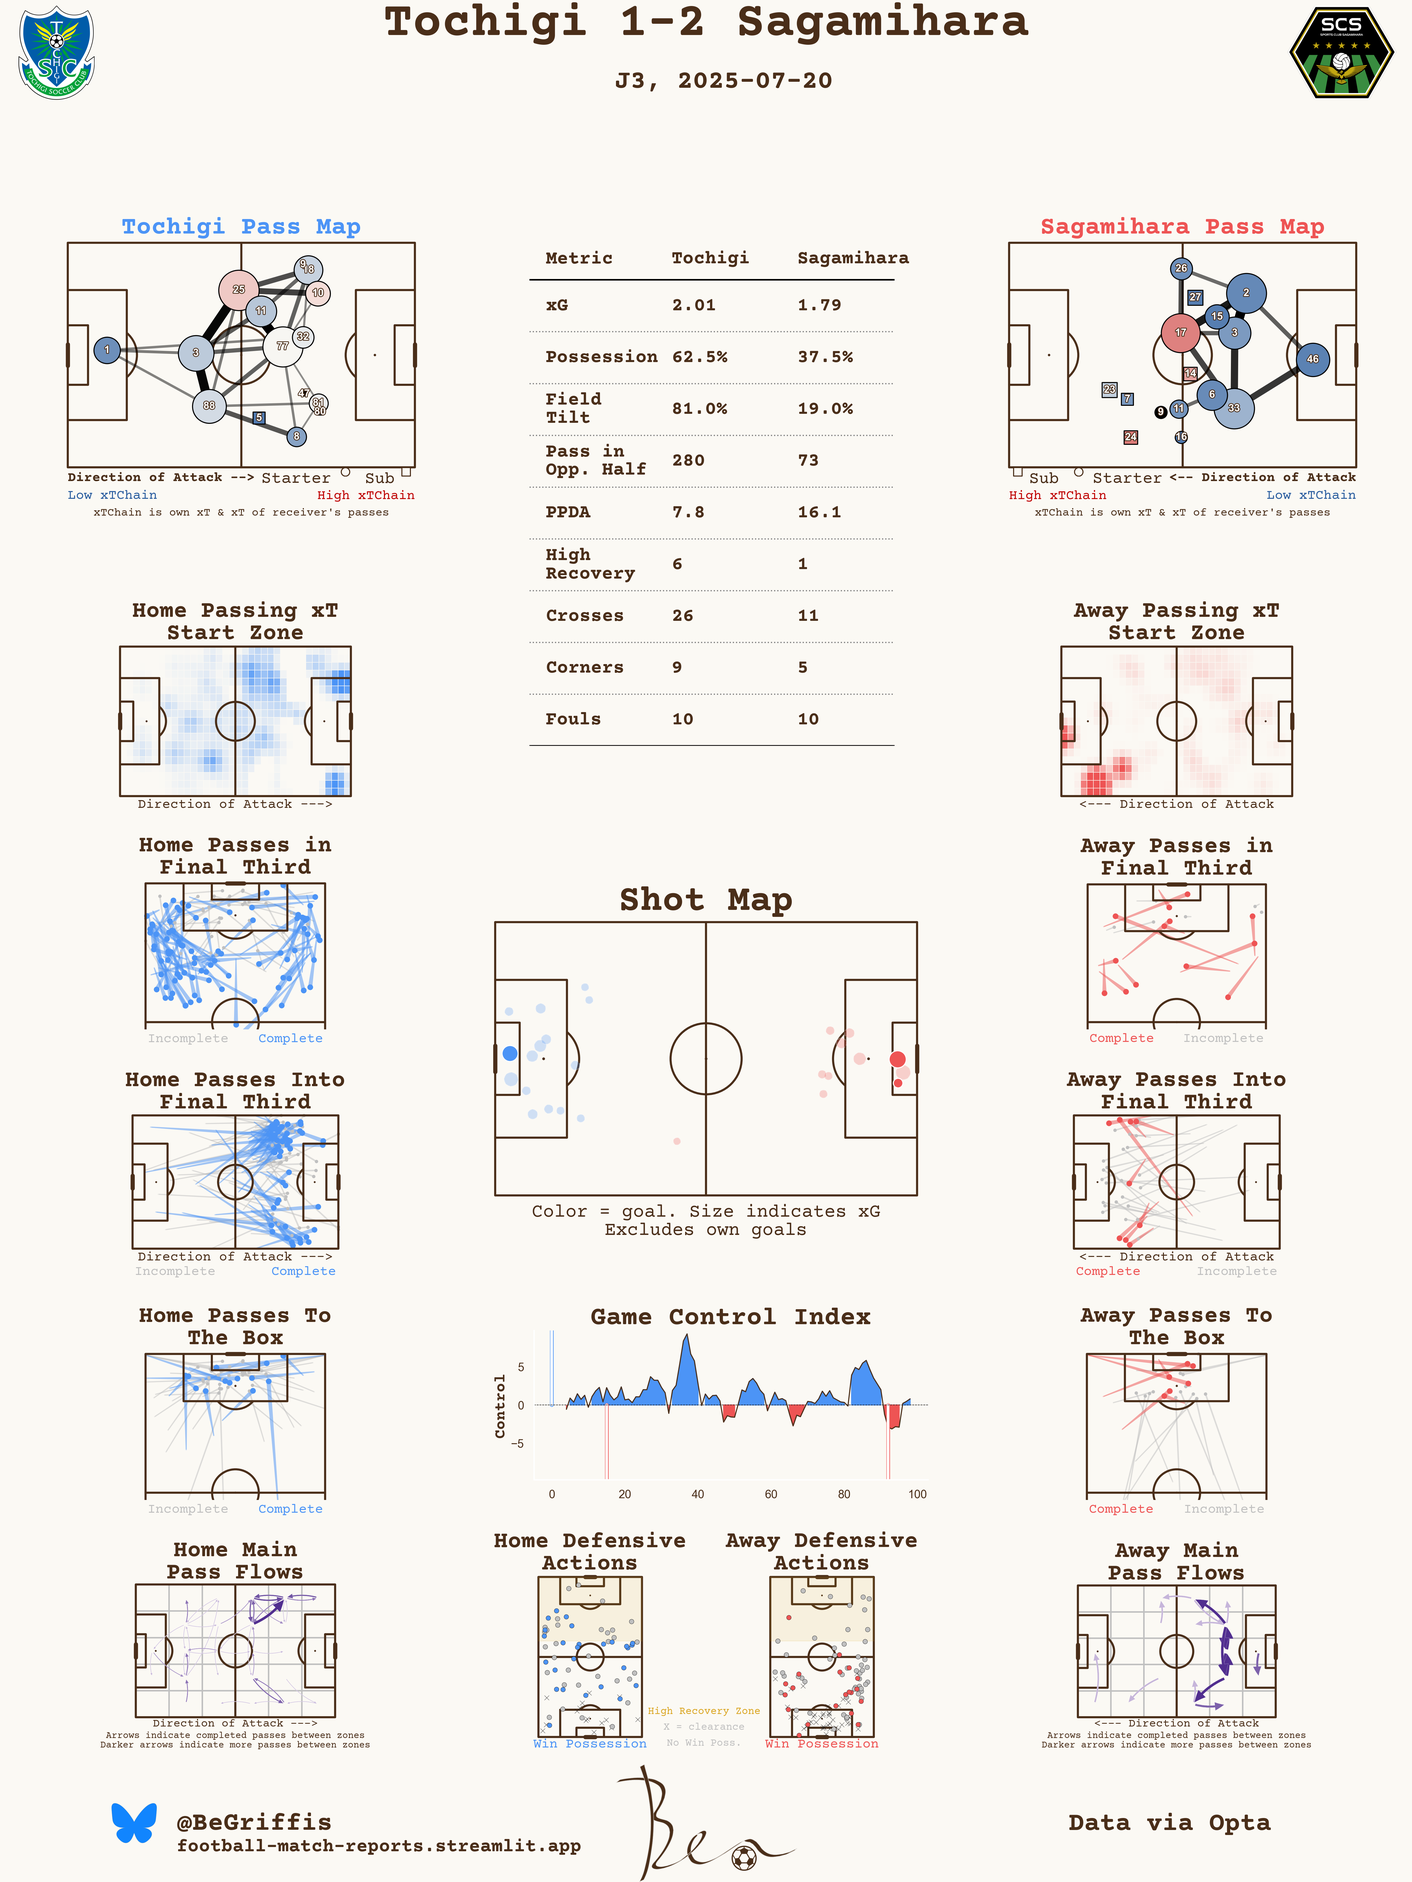 Tochigi 1-2 Sagamihara
J3, 2025-07-20
TOCHIGI SOCCER CLUB
SCS
SPORTS CLUB SAGAMIHARA
Tochigi Pass Map
1
3
25
88
11
77
32
9
18
10
47
81
80
5
8
Direction of Attack --> Starter Sub
Low xTChain High xTChain
xTChain is own xT & xT of receiver's passes
Metric Tochigi Sagamihara
xG 2.01 1.79
Possession 62.5% 37.5%
Field
Tilt 81.0% 19.0%
Pass in
Opp. Half 280 73
PPDA 7.8 16.1
High
Recovery 6 1
Crosses 26 11
Corners 9 5
Fouls 10 10
Sagamihara Pass Map
26
27
2
15
17
3
14
46
23
7
6
33
11
9
24
16
Sub Starter <-- Direction of Attack
High xTChain Low xTChain
xTChain is own xT & xT of receiver's passes
Home Passing xT
Start Zone
Direction of Attack --->
Away Passing xT
Start Zone
<--- Direction of Attack
Home Passes in
Final Third
Incomplete Complete
Away Passes in
Final Third
Complete Incomplete
Shot Map
Color = goal. Size indicates xG
Excludes own goals
Home Passes Into
Final Third
Direction of Attack --->
Incomplete Complete
Away Passes Into
Final Third
<--- Direction of Attack
Complete Incomplete
Home Passes To
The Box
Incomplete Complete
Game Control Index
Control
5
0
−5
0 20 40 60 80 100
Away Passes To
The Box
Complete Incomplete
Home Main
Pass Flows
Direction of Attack --->
Arrows indicate completed passes between zones
Darker arrows indicate more passes between zones
Home Defensive
Actions
Win Possession
High Recovery Zone
X = clearance
No Win Poss.
Away Defensive
Actions
Win Possession
Away Main
Pass Flows
<--- Direction of Attack
Arrows indicate completed passes between zones
Darker arrows indicate more passes between zones
@BeGriffis
football-match-reports.streamlit.app
Ben
Data via Opta